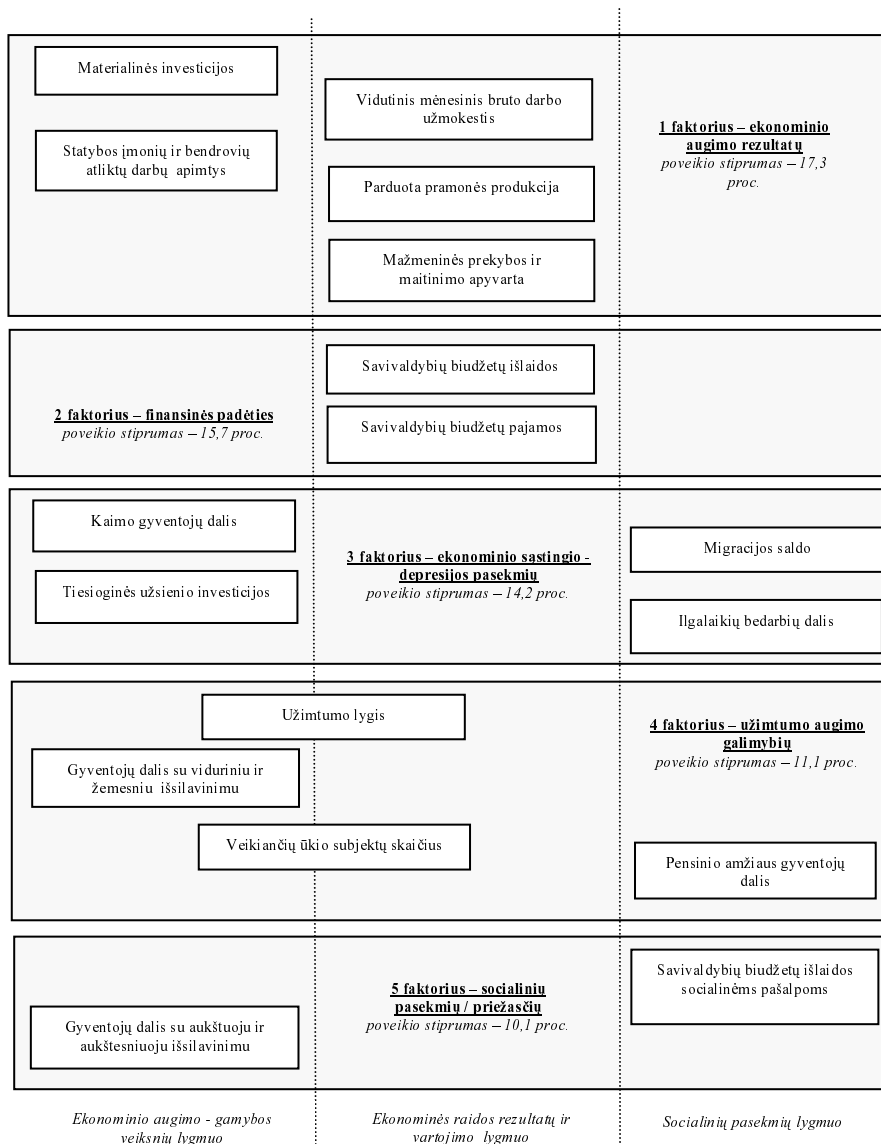 Materialinės investicijos
Statybos įmonių ir bendrovių
atliktų darbų apimtys
Vidutinis mėnesinis bruto darbo
užmokestis
Parduota pramonės produkcija
Mažmeninės prekybos ir
maitinimo apyvarta
1 faktorius – ekonominio
augimo rezultatų
poveikio stiprumas – 17,3
proc.
2 faktorius – finansinės padėties
poveikio stiprumas – 15,7 proc.
Savivaldybių biudžetų išlaidos
Savivaldybių biudžetų pajamos
Kaimo gyventojų dalis
Tiesioginės užsienio investicijos
3 faktorius – ekonominio sąstingio -
depresijos pasekmių
poveikio stiprumas – 14,2 proc.
Migracijos saldo
Ilgalaikių bedarbių dalis
Užimtumo lygis
Gyventojų dalis su viduriniu ir
žemesniu išsilavinimu
Veikiančių ūkio subjektų skaičius
4 faktorius – užimtumo augimo
galimybių
poveikio stiprumas – 11,1 proc.
Pensinio amžiaus gyventojų
dalis
Gyventojų dalis su aukštuoju ir
aukštesniuoju išsilavinimu
5 faktorius – socialinių
pasekmių / priežasčių
poveikio stiprumas – 10,1 proc.
Savivaldybių biudžetų išlaidos
socialinėms pašalpoms
Ekonominio augimo - gamybos
veiksnių lygmuo
Ekonominės raidos rezultatų ir
vartojimo lygmuo
Socialinių pasekmių lygmuo